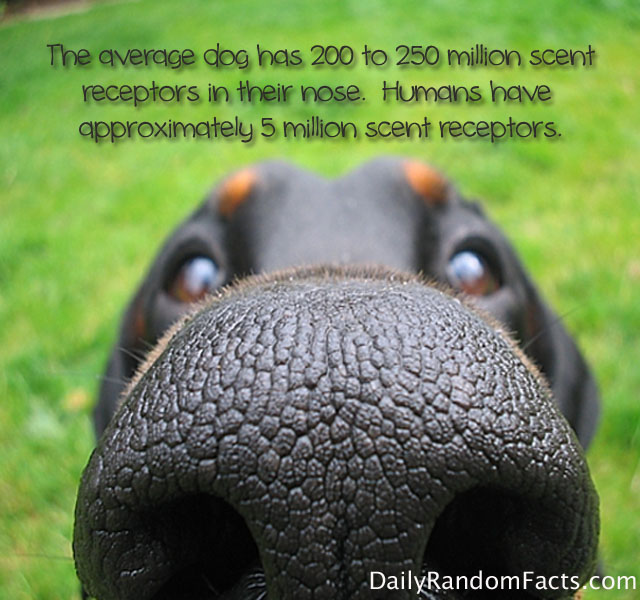 The average dog has 200 to 250 million scent
receptors in their nose. Humans have
approximately 5 million scent receptors.
DailyRandomFacts.com